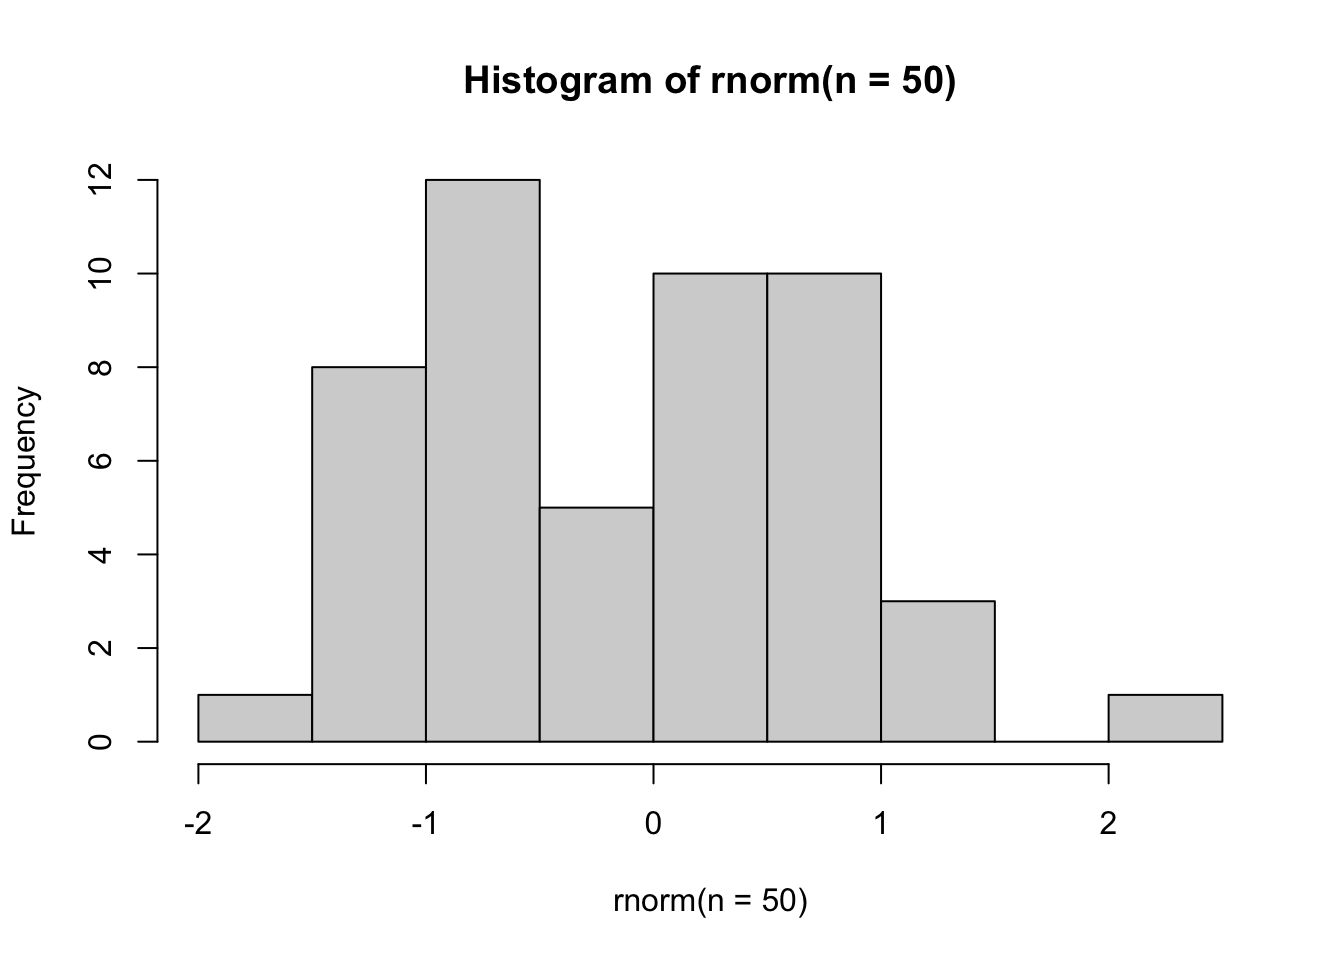 Histogram of rnorm(n = 50)
12
10
8
6
4
2
0
Frequency
-2 -1 0 1 2
rnorm(n = 50)